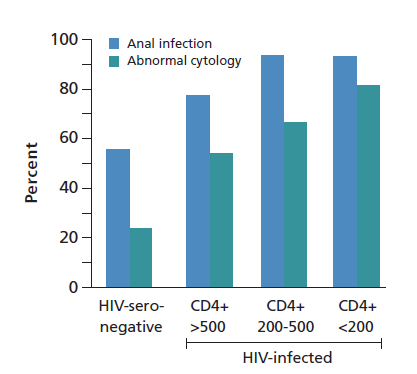 100
80
60
40
20
0
Percent
Anal infection
Abnormal cytology
HIV-sero-
negative
CD4+
>500
CD4+
200-500
CD4+
<200
HIV-infected